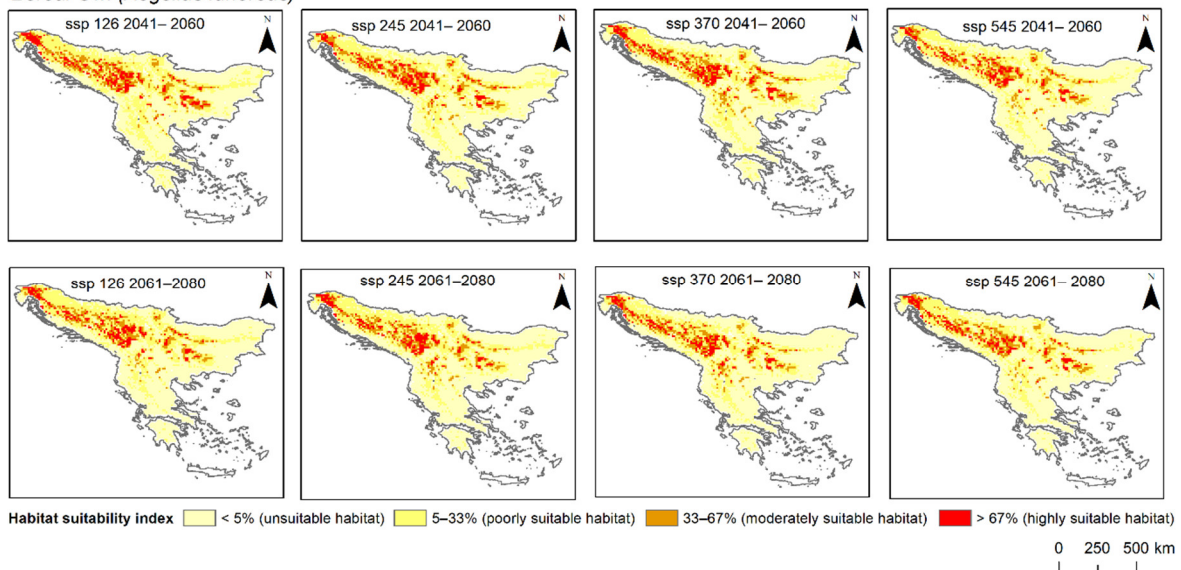 N N N N
ssp 126 2041– 2060 ssp 245 2041– 2060 ssp 370 2041– 2060 ssp 545 2041– 2060
N N N N
ssp 126 2061–2080 ssp 245 2061–2080 ssp 370 2061–2080 ssp 545 2061– 2080
Habitat suitability index < 5% (unsuitable habitat) 5–33% (poorly suitable habitat) 33–67% (moderately suitable habitat) > 67% (highly suitable habitat)
0 250 500 km